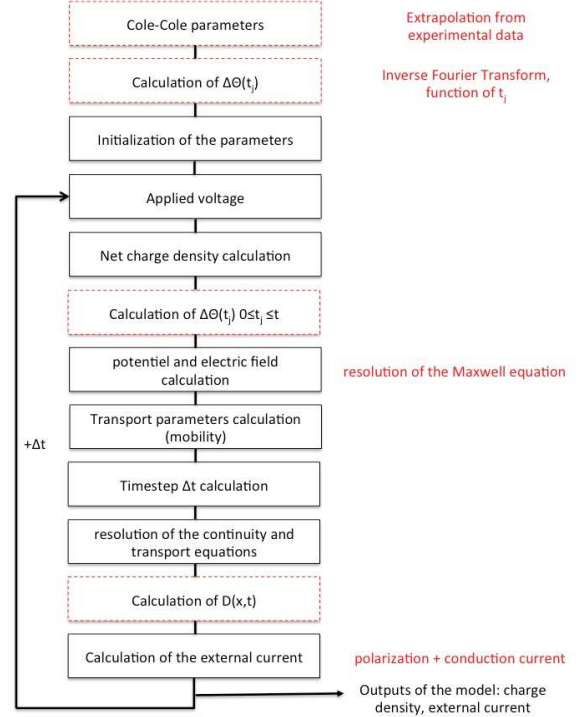 Cole-Cole parameters
Extrapolation from
experimental data
Calculation of ΔΘ(tj)
Inverse Fourier Transform,
function of tj
Initialization of the parameters
Applied voltage
Net charge density calculation
Calculation of ΔΘ(tj) 0≤tj ≤t
potentiel and electric field
calculation
resolution of the Maxwell equation
Transport parameters calculation
(mobility)
+Δt
Timestep Δt calculation
resolution of the continuity and
transport equations
Calculation of D(x,t)
Calculation of the external current
polarization + conduction current
Outputs of the model: charge
density, external current